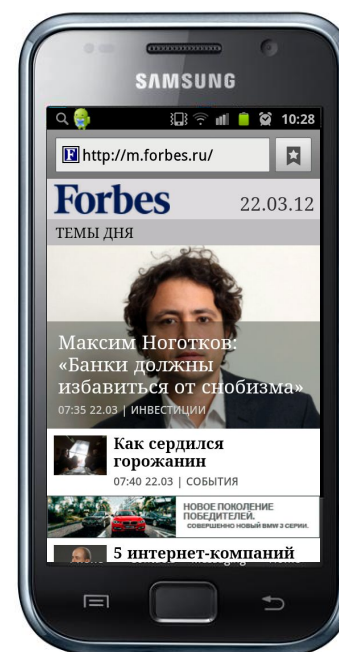 SAMSUNG
10:28
F http://m.forbes.ru/
Forbes 22.03.12
ТЕМЫ ДНЯ
Максим Ноготков:
«Банки должны
избавиться от снобизма»
07:35 22.03 | ИНВЕСТИЦИИ
Как сердился
горожанин
07:40 22.03 | СОБЫТИЯ
НОВОЕ ПОКОЛЕНИЕ
ПОБЕДИТЕЛЕЙ.
СОВЕРШЕННО НОВЫЙ BMW 3 СЕРИИ.
5 интернет-компаний